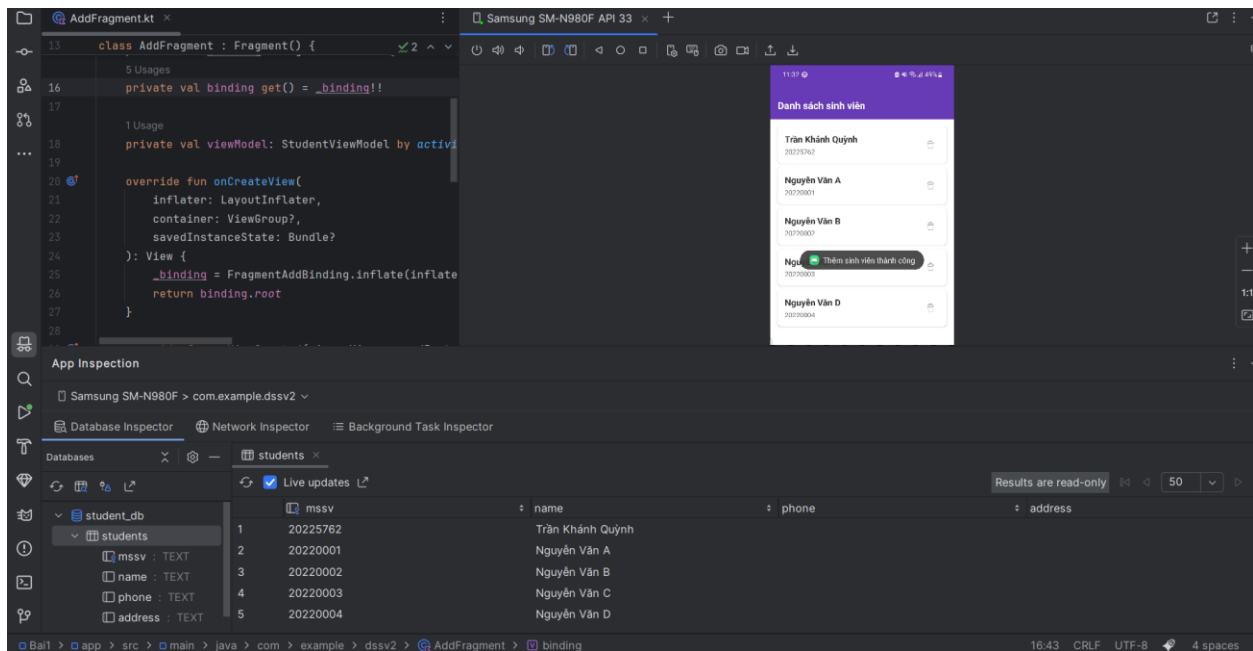 AddFragment.kt
Samsung SM-N980F API 33
13 class AddFragment : Fragment() {
2
5 Usages
16 private val binding get() = _binding!!
17
1 Usage
18 private val viewModel: StudentViewModel by activi
19
20 override fun onCreateView(
21 inflater: LayoutInflater,
22 container: ViewGroup?,
23 savedInstanceState: Bundle?
24 ): View {
25 _binding = FragmentAddBinding.inflate(inflate
26 return binding.root
27 }
28
11:37
49%
Danh sách sinh viên
Trần Khánh Quỳnh
20225762
Nguyễn Văn A
20220001
Nguyễn Văn B
20220002
Ngu
Thêm sinh viên thành công
20220003
Nguyễn Văn D
20220004
1:1
App Inspection
Samsung SM-N980F > com.example.dssv2
Database Inspector
Network Inspector
Background Task Inspector
Databases
students
Live updates
Results are read-only
50
student_db
students
mssv : TEXT
name : TEXT
phone : TEXT
address : TEXT
mssv name phone address
1 20225762 Trần Khánh Quỳnh
2 20220001 Nguyễn Văn A
3 20220002 Nguyễn Văn B
4 20220003 Nguyễn Văn C
5 20220004 Nguyễn Văn D
Bai1 > app > src > main > java > com > example > dssv2 > AddFragment > binding
16:43 CRLF UTF-8 4 spaces